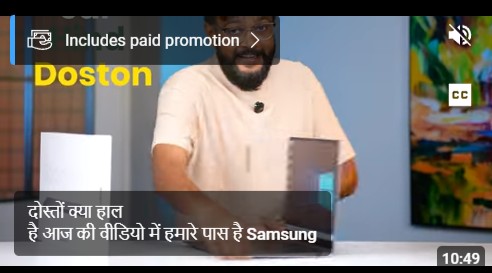 Includes paid promotion
Doston
CC
दोस्तों क्या हाल
है आज की वीडियो में हमारे पास है Samsung
10:49